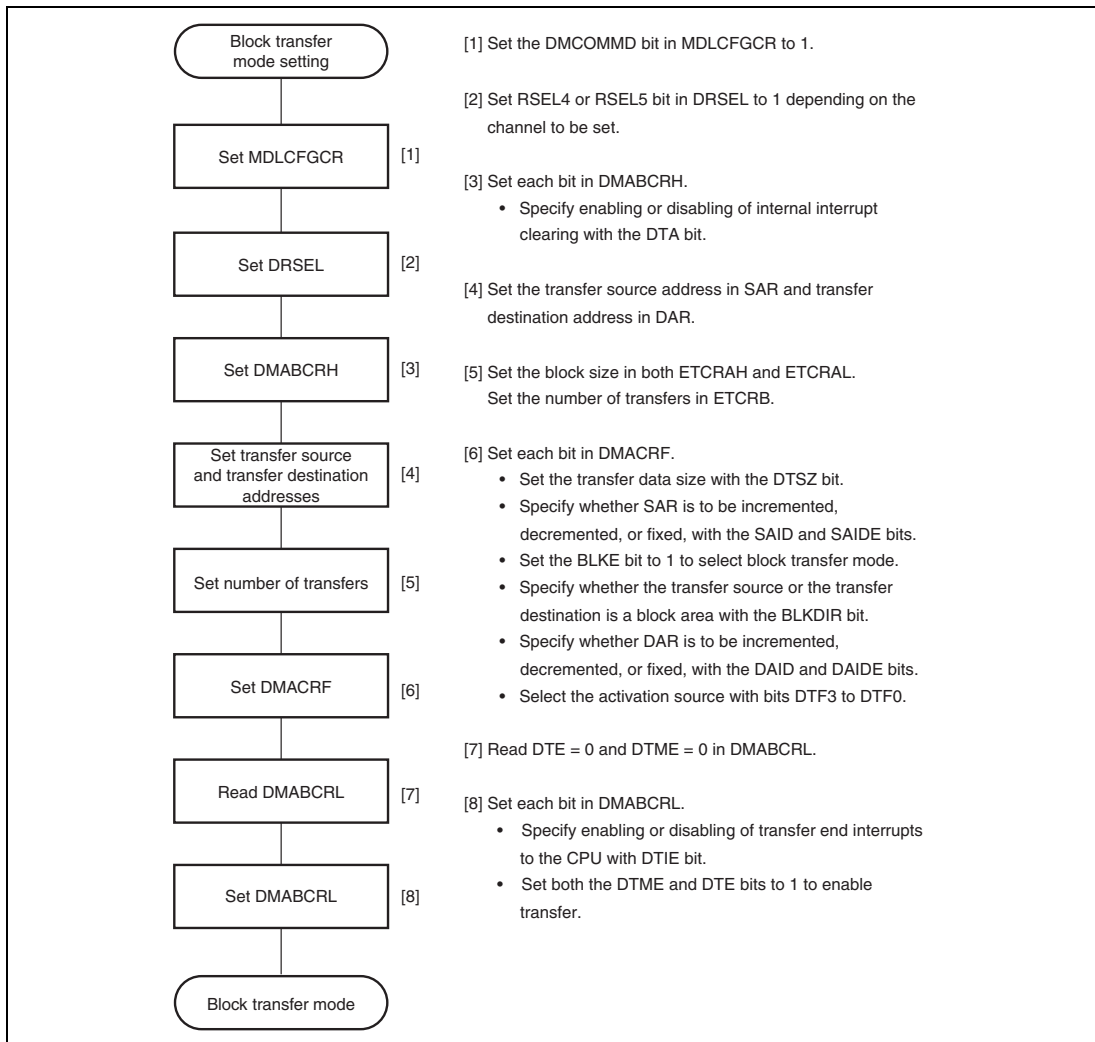 Block transfer
mode setting
Set MDLCFGCR
[1]
Set DRSEL
[2]
Set DMABCRH
[3]
Set transfer source
and transfer destination
addresses
[4]
Set number of transfers
[5]
Set DMACRF
[6]
Read DMABCRL
[7]
Set DMABCRL
[8]
Block transfer mode
[1] Set the DMCOMMD bit in MDLCFGCR to 1.
[2] Set RSEL4 or RSEL5 bit in DRSEL to 1 depending on the
channel to be set.
[3] Set each bit in DMABCRH.
• Specify enabling or disabling of internal interrupt
clearing with the DTA bit.
[4] Set the transfer source address in SAR and transfer
destination address in DAR.
[5] Set the block size in both ETCRAH and ETCRAL.
Set the number of transfers in ETCRB.
[6] Set each bit in DMACRF.
• Set the transfer data size with the DTSZ bit.
• Specify whether SAR is to be incremented,
decremented, or fixed, with the SAID and SAIDE bits.
• Set the BLKE bit to 1 to select block transfer mode.
• Specify whether the transfer source or the transfer
destination is a block area with the BLKDIR bit.
• Specify whether DAR is to be incremented,
decremented, or fixed, with the DAID and DAIDE bits.
• Select the activation source with bits DTF3 to DTF0.
[7] Read DTE = 0 and DTME = 0 in DMABCRL.
[8] Set each bit in DMABCRL.
• Specify enabling or disabling of transfer end interrupts
to the CPU with DTIE bit.
• Set both the DTME and DTE bits to 1 to enable
transfer.